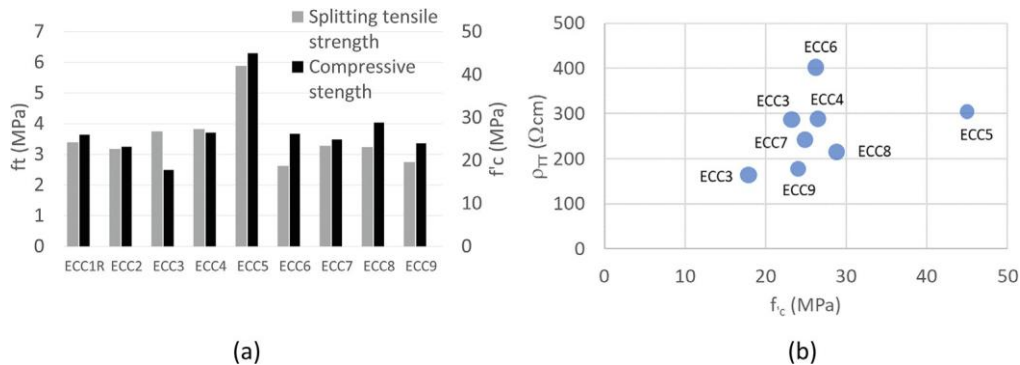 7
6
5
4
3
2
1
0
ft (MPa)
Splitting tensile
strength
Compressive
stength
50
40
30
20
10
0
f'c (MPa)
ECC1R ECC2 ECC3 ECC4 ECC5 ECC6 ECC7 ECC8 ECC9
(a)
500
400
300
200
100
0
ρTT (Ωcm)
ECC6
ECC3 ECC4
ECC5
ECC7
ECC8
ECC3
ECC9
0 10 20 30 40 50
f'c (MPa)
(b)